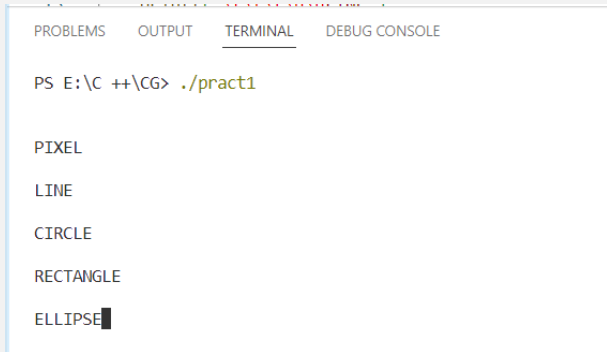 PROBLEMS OUTPUT TERMINAL DEBUG CONSOLE
PS E:\C ++\CG> ./pract1
PIXEL
LINE
CIRCLE
RECTANGLE
ELLIPSE